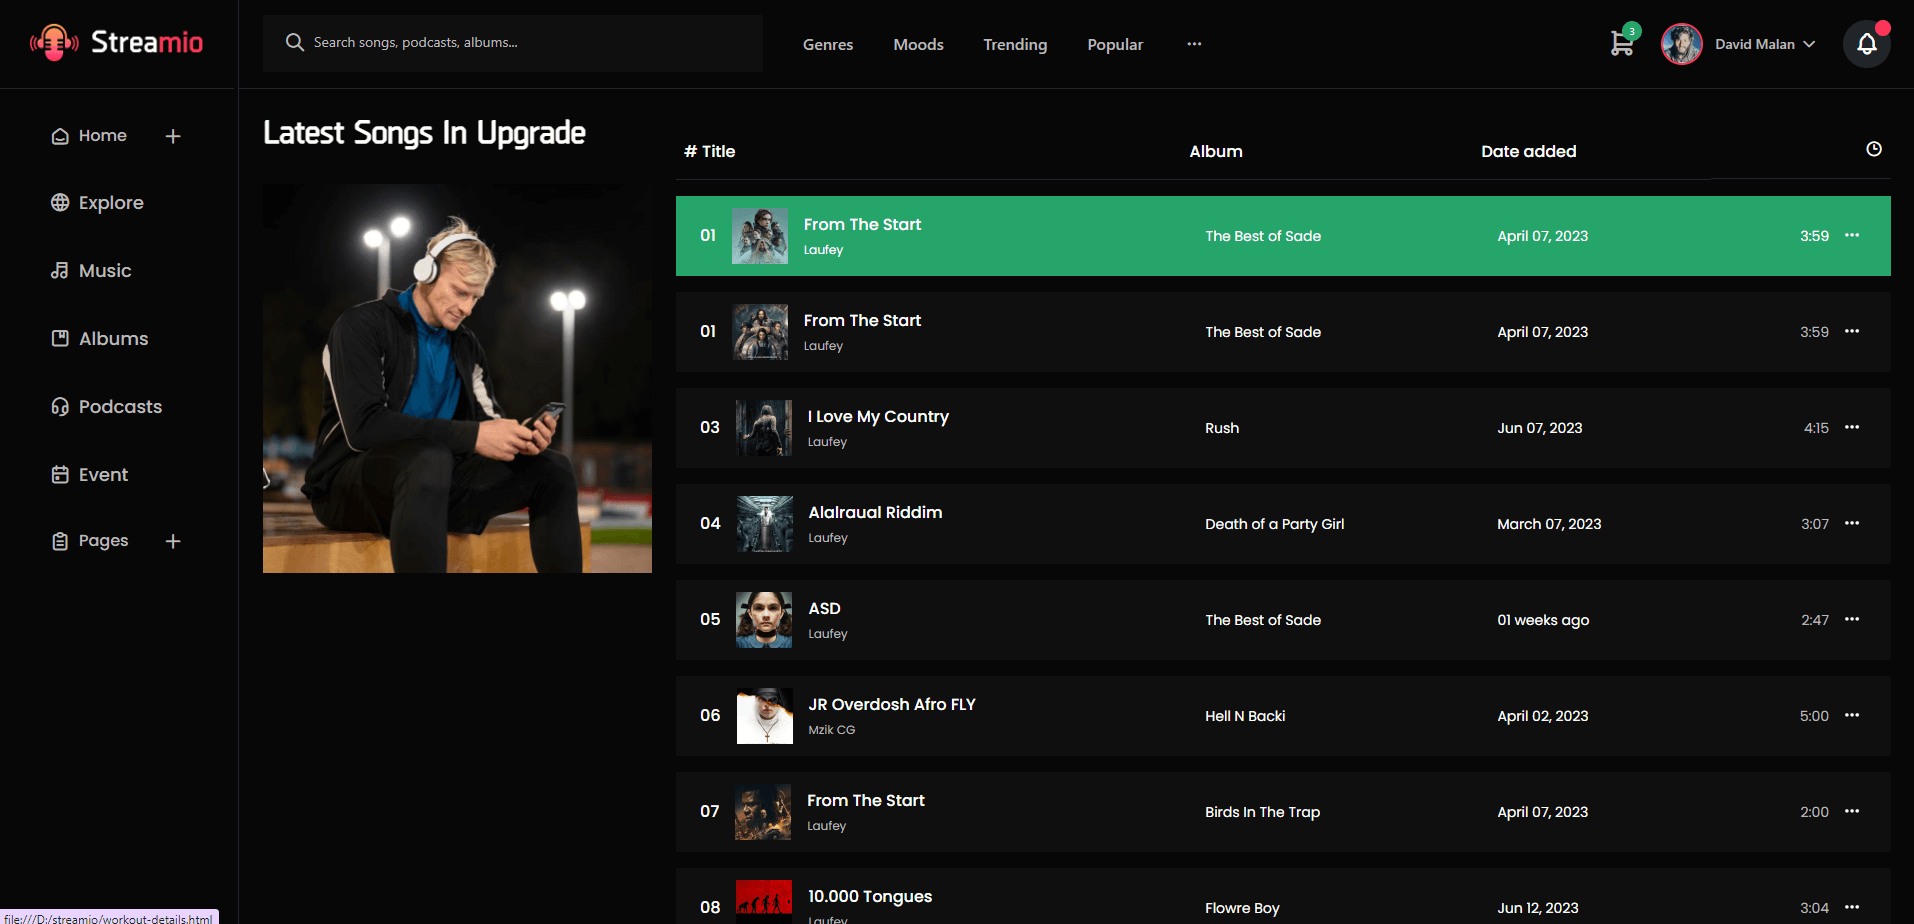 Streamio
Search songs, podcasts, albums...
Genres
Moods
Trending
Popular
3
David Malan
Home
Explore
Music
Albums
Podcasts
Event
Pages
Latest Songs In Upgrade
# Title Album Date added
01 From The Start The Best of Sade April 07, 2023 3:59
Laufey
01 From The Start The Best of Sade April 07, 2023 3:59
Laufey
03 I Love My Country Rush Jun 07, 2023 4:15
Laufey
04 Alalraual Riddim Death of a Party Girl March 07, 2023 3:07
Laufey
05 ASD The Best of Sade 01 weeks ago 2:47
Laufey
06 JR Overdosh Afro FLY Hell N Backi April 02, 2023 5:00
Mzik CG
07 From The Start Birds In The Trap April 07, 2023 2:00
Laufey
08 10.000 Tongues Flowre Boy Jun 12, 2023 3:04
Laufey
file:///D:/streamio/workout-details.html